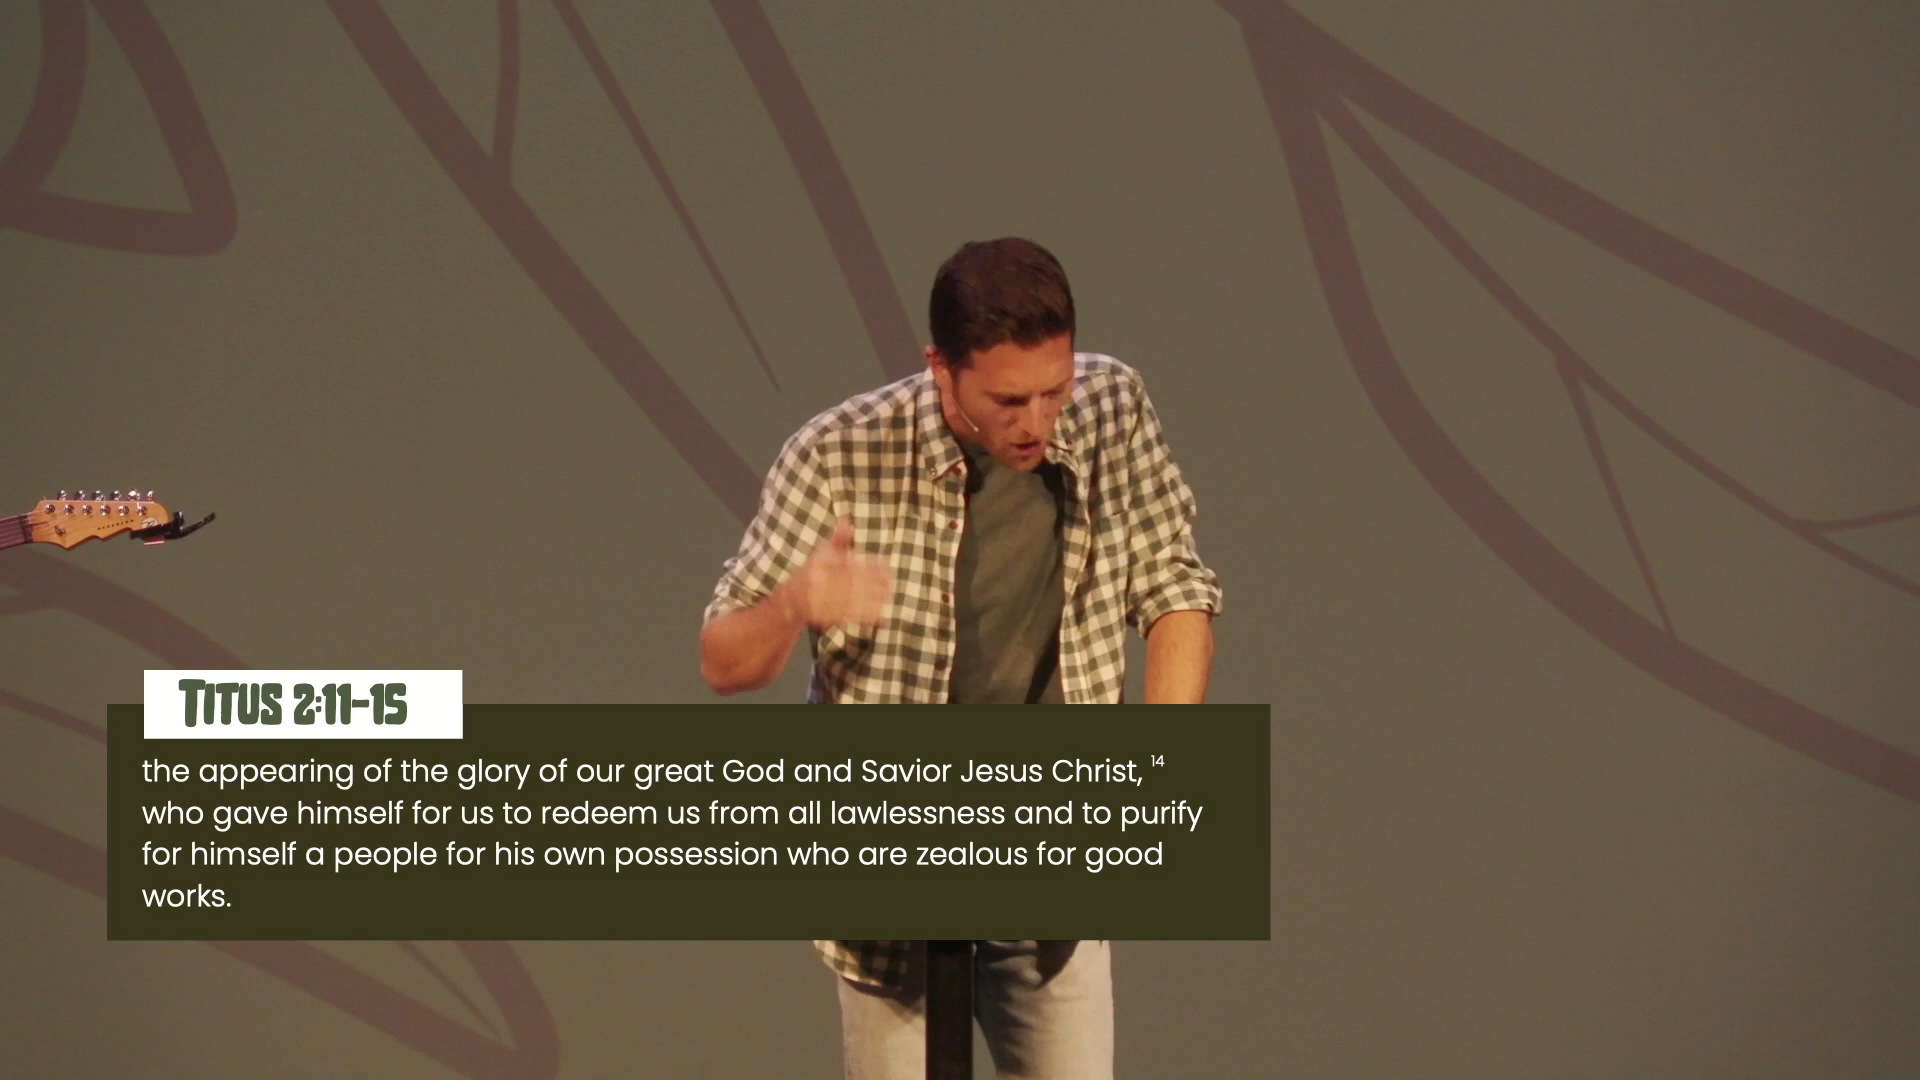 TITUS 2:11-15
the appearing of the glory of our great God and Savior Jesus Christ, 14
who gave himself for us to redeem us from all lawlessness and to purify
for himself a people for his own possession who are zealous for good
works.